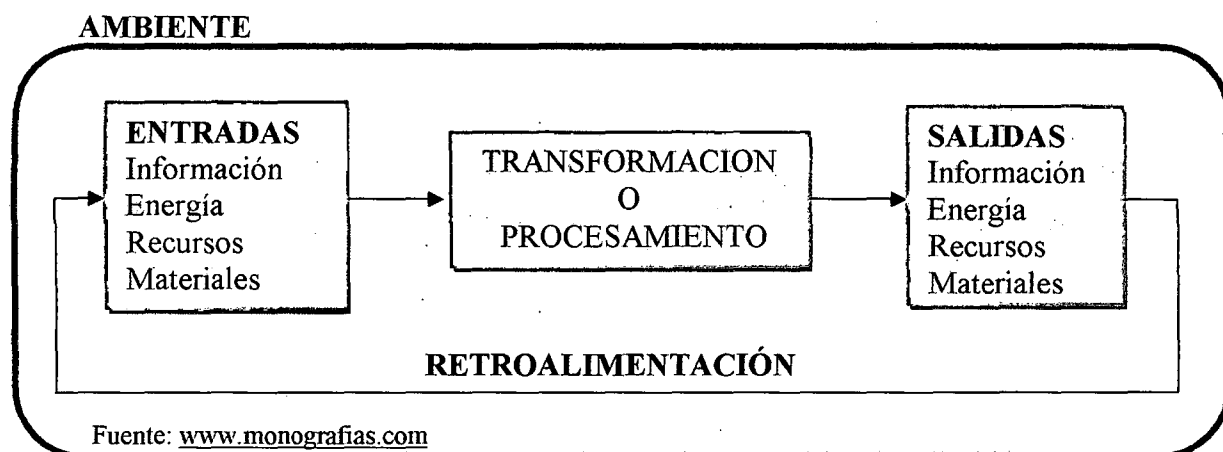 AMBIENTE
ENTRADAS
Información
Energía
Recursos
Materiales
TRANSFORMACION
O
PROCESAMIENTO
SALIDAS
Información
Energía
Recursos
Materiales
RETROALIMENTACIÓN
Fuente: www.monografias.com